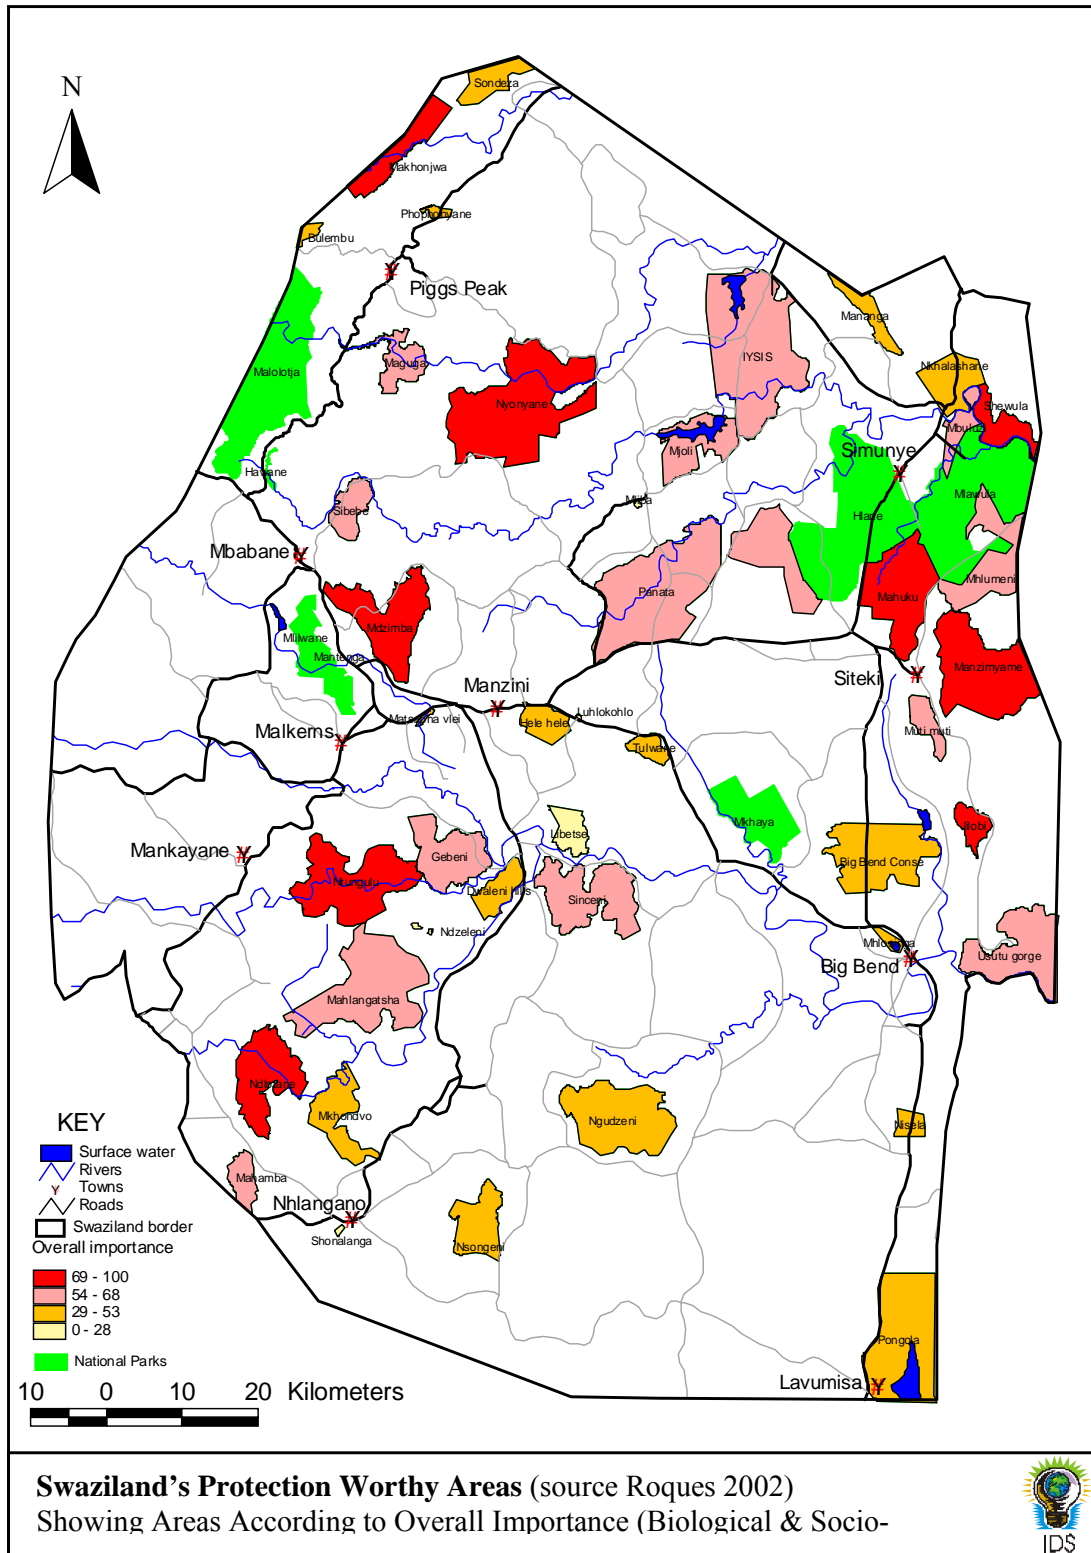 N
Sondeza
Makhonjwa
Phophonyane
Bulembu
Piggs Peak
Mananga
IYSIS
Malolotja
Maguga
Nkhalashane
Nyonyane
Shewula
Mbuluzi
Mjoli
Simunye
Hawane
Mlawula
Sibebe
Hlane
Mbabane
Panata
Mhlumeni
Mahuku
Mdzimba
Mlilwane
Mantenga
Manzimyame
Siteki
Manzini
Luhlokohlo
Hele hele
Muti muti
Malkerns
Tulwane
Mkhaya
Libetse
Mankayane
Gebeni
Big Bend Conse
Ntungulu
Sinceni
Ndzeleni
Mhlosinga
Usutu gorge
Big Bend
Mahlangatsha
Mkhondvo
Ngudzeni
Nisela
Mahamba
Nhlangano
Shonalanga
Nsongeni
Pongola
Lavumisa
KEY
Surface water
Rivers
Towns
Roads
Swaziland border
Overall importance
69 - 100
54 - 68
29 - 53
0 - 28
National Parks
10 0 10 20 Kilometers
Swaziland's Protection Worthy Areas (source Roques 2002)
Showing Areas According to Overall Importance (Biological & Socio-
IDS